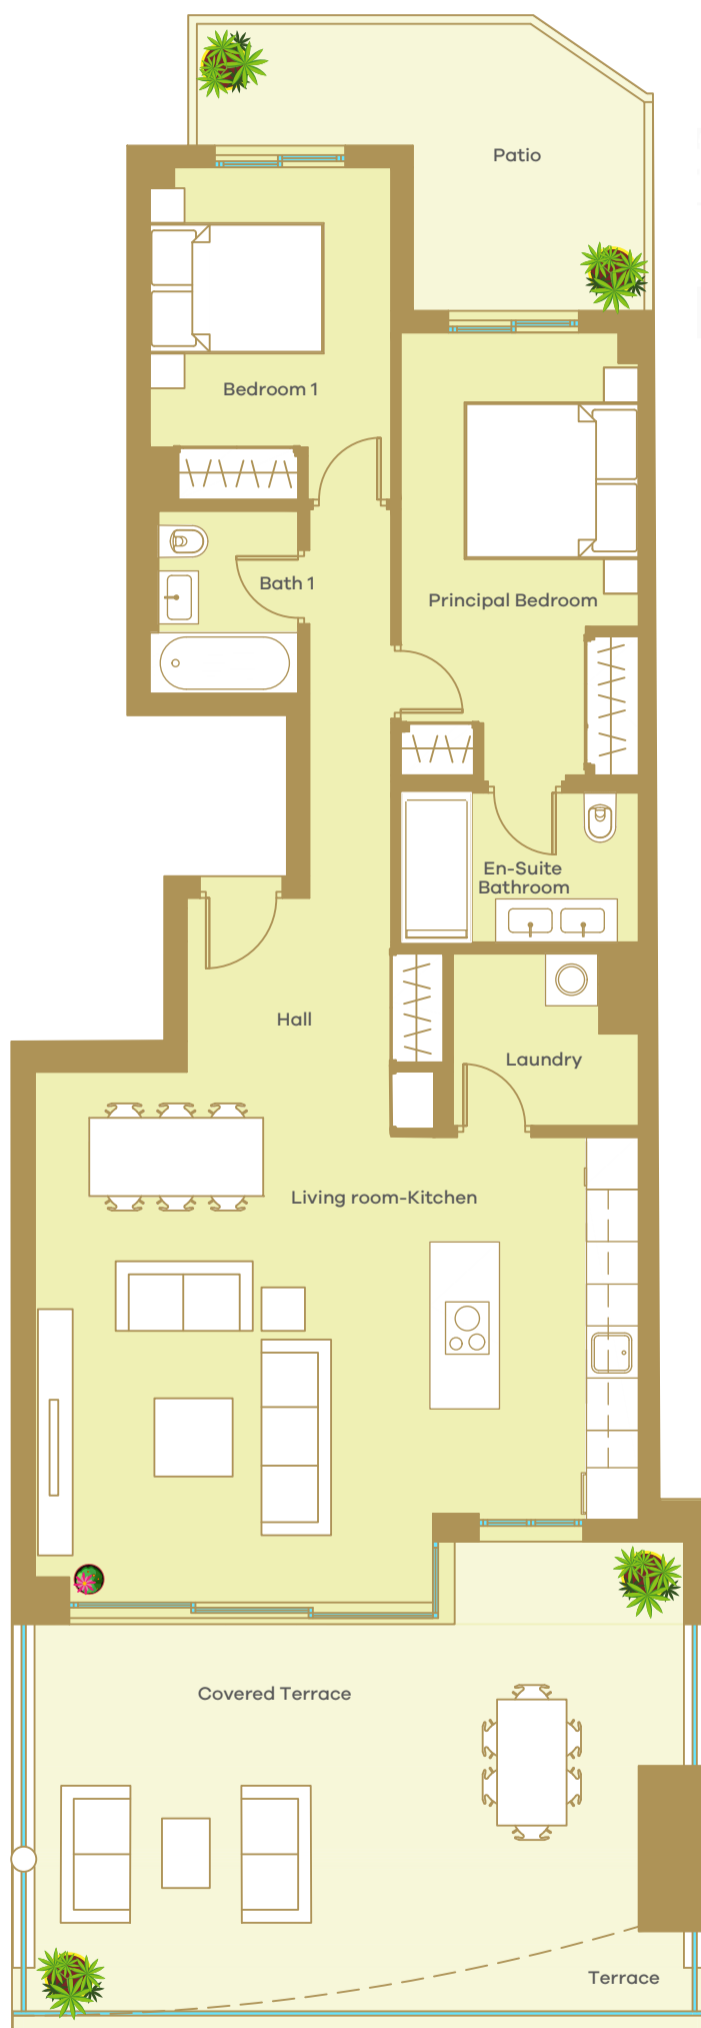 Patio
Bedroom 1
Bath 1
Principal Bedroom
En-Suite
Bathroom
Hall
Laundry
Living room-Kitchen
Covered Terrace
Terrace